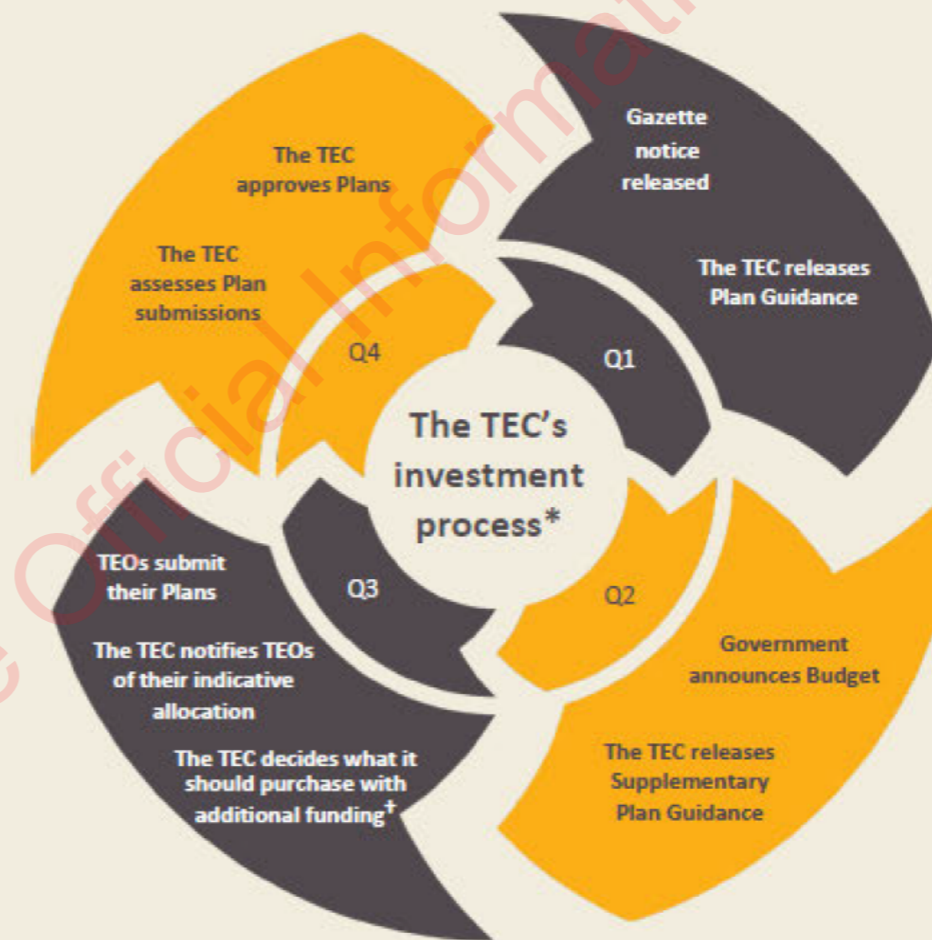 The TEC's
investment
process*
Q1
Gazette
notice
released
The TEC releases
Plan Guidance
Q2
Government
announces Budget
The TEC releases
Supplementary
Plan Guidance
Q3
The TEC decides what it
should purchase with
additional funding†
The TEC notifies TEOs
of their indicative
allocation
TEOs submit
their Plans
Q4
The TEC
assesses Plan
submissions
The TEC
approves Plans
Official Informati